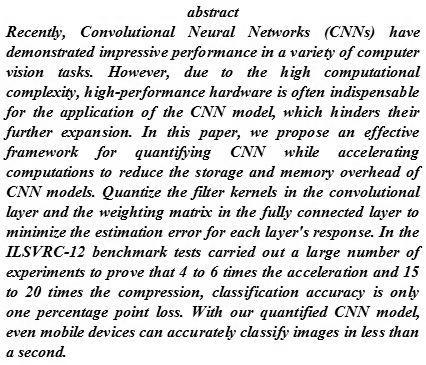 abstract
Recently, Convolutional Neural Networks (CNNs) have
demonstrated impressive performance in a variety of computer
vision tasks. However, due to the high computational
complexity, high-performance hardware is often indispensable
for the application of the CNN model, which hinders their
further expansion. In this paper, we propose an effective
framework for quantifying CNN while accelerating
computations to reduce the storage and memory overhead of
CNN models. Quantize the filter kernels in the convolutional
layer and the weighting matrix in the fully connected layer to
minimize the estimation error for each layer's response. In the
ILSVRC-12 benchmark tests carried out a large number of
experiments to prove that 4 to 6 times the acceleration and 15
to 20 times the compression, classification accuracy is only
one percentage point loss. With our quantified CNN model,
even mobile devices can accurately classify images in less than
a second.